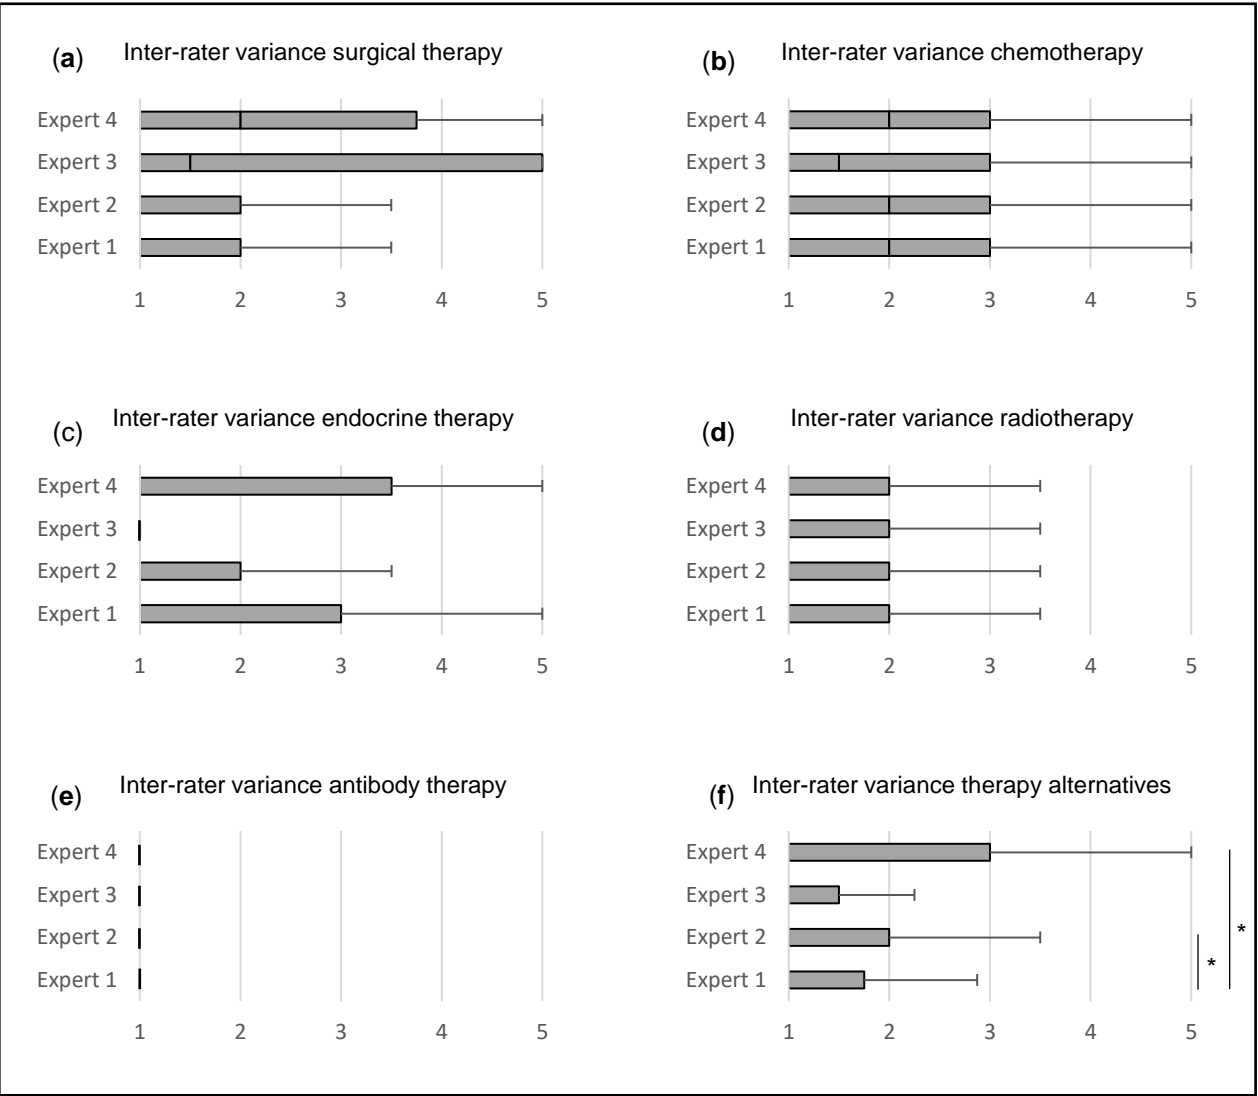 (a) Inter-rater variance surgical therapy
Expert 4
Expert 3
Expert 2
Expert 1
1 2 3 4 5
(b) Inter-rater variance chemotherapy
Expert 4
Expert 3
Expert 2
Expert 1
1 2 3 4 5
(c) Inter-rater variance endocrine therapy
Expert 4
Expert 3
Expert 2
Expert 1
1 2 3 4 5
(d) Inter-rater variance radiotherapy
Expert 4
Expert 3
Expert 2
Expert 1
1 2 3 4 5
(e) Inter-rater variance antibody therapy
Expert 4
Expert 3
Expert 2
Expert 1
1 2 3 4 5
(f) Inter-rater variance therapy alternatives
Expert 4
Expert 3
Expert 2
Expert 1
*
*
1 2 3 4 5